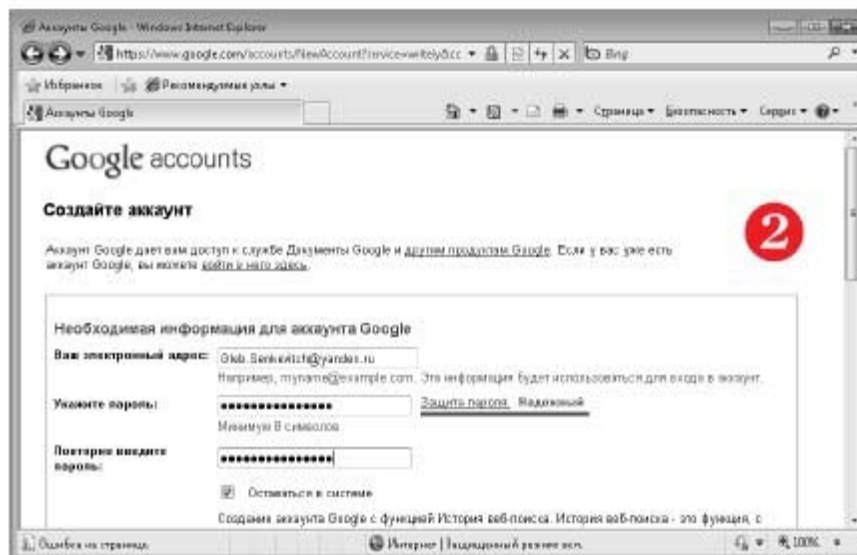 Аккаунты Google - Windows Internet Explorer
https://www.google.com/accounts/NewAccount?service=writely&cc
Bing
Избранное Рекомендуемые узлы
Аккаунты Google
Страница Безопасность Сервис
Google accounts
Создайте аккаунт
2
Аккаунт Google дает вам доступ к службе Документы Google и другим продуктам Google. Если у вас уже есть
аккаунт Google, вы можете войти в него здесь.
Необходимая информация для аккаунта Google
Ваш электронный адрес: Gleb.Senkevitch@yandex.ru
Например, myname@example.com. Эта информация будет использоваться для входа в аккаунт.
Укажите пароль: Защита пароля: Надежный
Минимум 8 символов
Повторно введите
пароль:
Оставаться в системе
Создание аккаунта Google с функцией История веб-поиска. История веб-поиска - это функция, с
Ошибка на странице. Интернет | Защищенный режим: вкл. 100%